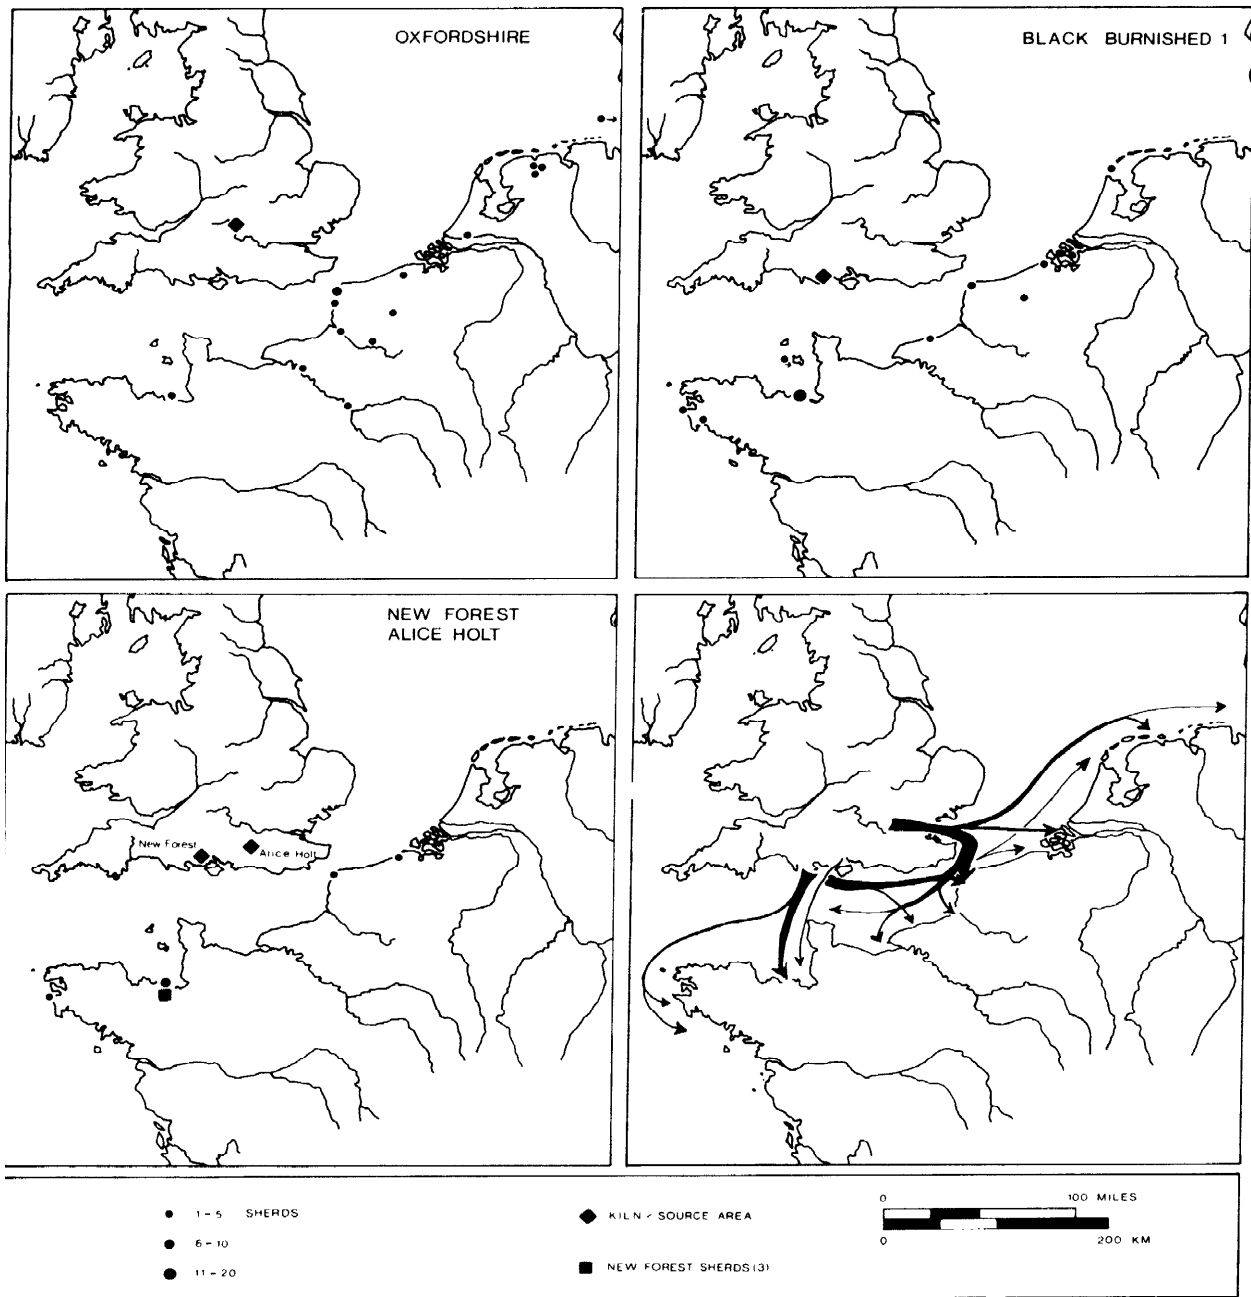 OXFORDSHIRE
BLACK BURNISHED 1
NEW FOREST
ALICE HOLT
New Forest
Alice Holt
1-5 SHERDS
6-10
11-20
KILN / SOURCE AREA
NEW FOREST SHERDS (3)
0 100 MILES
0 200 KM